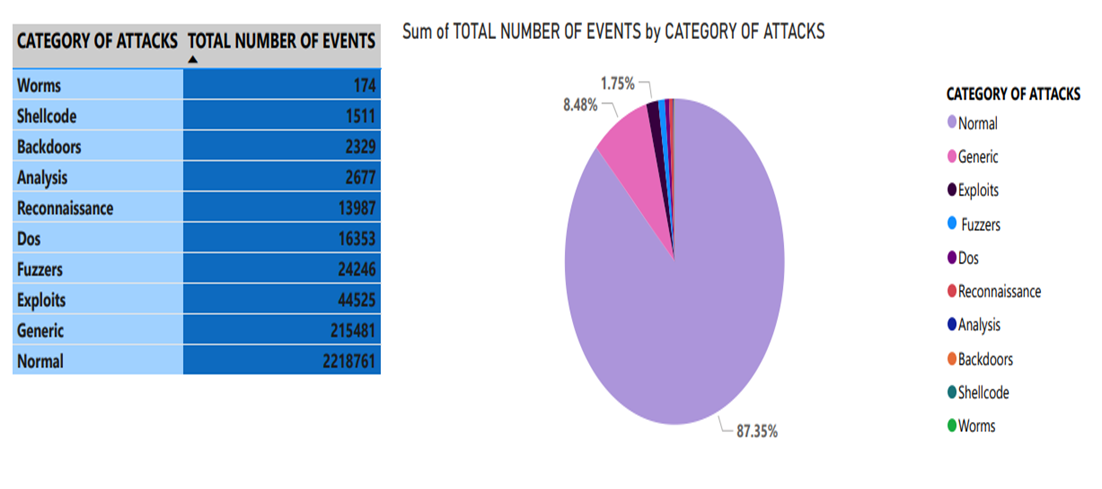 CATEGORY OF ATTACKS TOTAL NUMBER OF EVENTS
Worms 174
Shellcode 1511
Backdoors 2329
Analysis 2677
Reconnaissance 13987
Dos 16353
Fuzzers 24246
Exploits 44525
Generic 215481
Normal 2218761
Sum of TOTAL NUMBER OF EVENTS by CATEGORY OF ATTACKS
1.75%
8.48%
87.35%
CATEGORY OF ATTACKS
Normal
Generic
Exploits
Fuzzers
Dos
Reconnaissance
Analysis
Backdoors
Shellcode
Worms